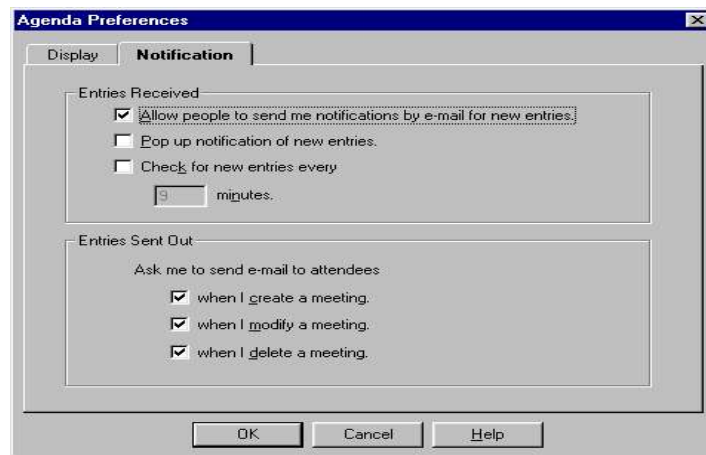 Agenda Preferences
Display Notification
Entries Received
Allow people to send me notifications by e-mail for new entries.
Pop up notification of new entries.
Check for new entries every
9 minutes.
Entries Sent Out
Ask me to send e-mail to attendees
when I create a meeting.
when I modify a meeting.
when I delete a meeting.
OK Cancel Help